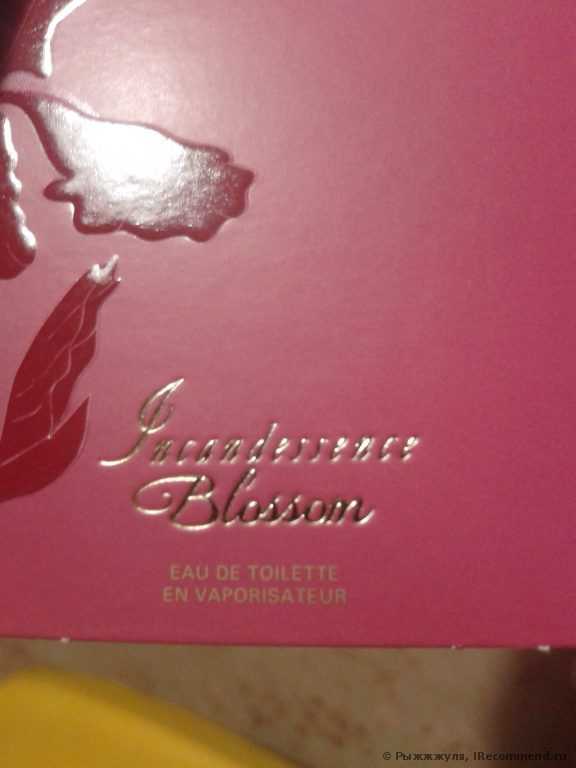 Incandessence
Blossom
EAU DE TOILETTE
EN VAPORISATEUR
© Рыжжжуля, IRecommend.ru